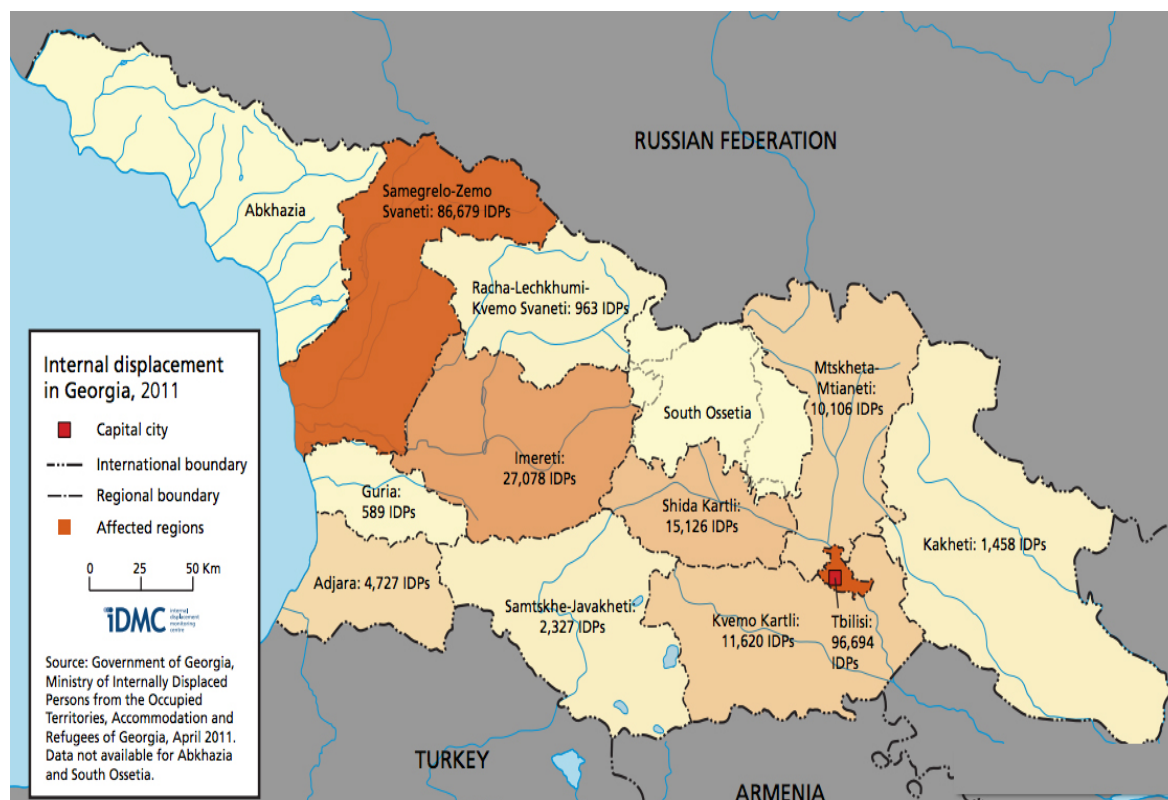 RUSSIAN FEDERATION
Abkhazia
Samegrelo-Zemo
Svaneti: 86,679 IDPs
Racha-Lechkhumi-
Kvemo Svaneti: 963 IDPs
Mtskheta-
Mtianeti:
10,106 IDPs
South Ossetia
Imereti:
27,078 IDPs
Guria:
589 IDPs
Shida Kartli:
15,126 IDPs
Kakheti: 1,458 IDPs
Adjara: 4,727 IDPs
Samtskhe-Javakheti:
2,327 IDPs
Kvemo Kartli:
11,620 IDPs
Tbilisi:
96,694
IDPs
TURKEY
ARMENIA
Internal displacement
in Georgia, 2011
Capital city
International boundary
Regional boundary
Affected regions
0 25 50 Km
iDMC
internal
displacement
monitoring
centre
Source: Government of Georgia,
Ministry of Internally Displaced
Persons from the Occupied
Territories, Accommodation and
Refugees of Georgia, April 2011.
Data not available for Abkhazia
and South Ossetia.